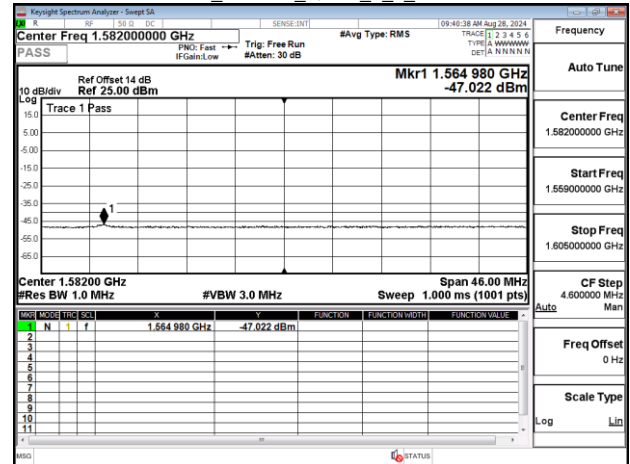 Keysight Spectrum Analyzer - Swept SA
R RF 50 Ω DC SENSE:INT 09:40:38 AM Aug 28, 2024
Center Freq 1.582000000 GHz
PASS
PNO: Fast
IFGain:Low
Trig: Free Run
#Atten: 30 dB
#Avg Type: RMS
TRACE 1 2 3 4 5 6
TYPE A WWWWW
DET A N N N N N
Ref Offset 14 dB
Ref 25.00 dBm
10 dB/div
Log
Mkr1 1.564 980 GHz
-47.022 dBm
Trace 1 Pass
15.0
5.00
-5.00
-15.0
-25.0
-35.0
-45.0
-55.0
-65.0
1
Center 1.58200 GHz
Span 46.00 MHz
#Res BW 1.0 MHz
#VBW 3.0 MHz
Sweep 1.000 ms (1001 pts)
MKR MODE TRC SCL X Y FUNCTION FUNCTION WIDTH FUNCTION VALUE
1 N 1 f 1.564 980 GHz -47.022 dBm
2
3
4
5
6
7
8
9
10
11
MSG
STATUS
Frequency
Auto Tune
Center Freq
1.582000000 GHz
Start Freq
1.559000000 GHz
Stop Freq
1.605000000 GHz
CF Step
4.600000 MHz
Auto Man
Freq Offset
0 Hz
Scale Type
Log Lin